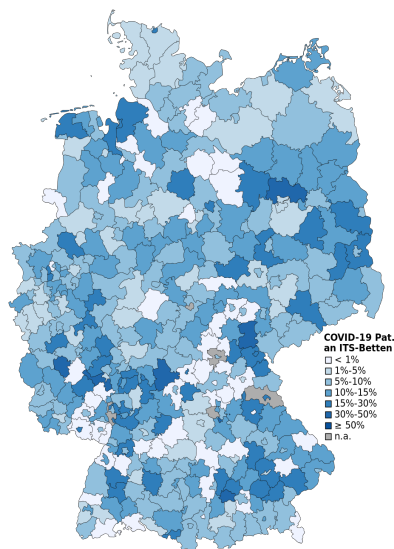 COVID-19 Pat.
an ITS-Betten
< 1%
1%-5%
5%-10%
10%-15%
15%-30%
30%-50%
≥ 50%
n.a.